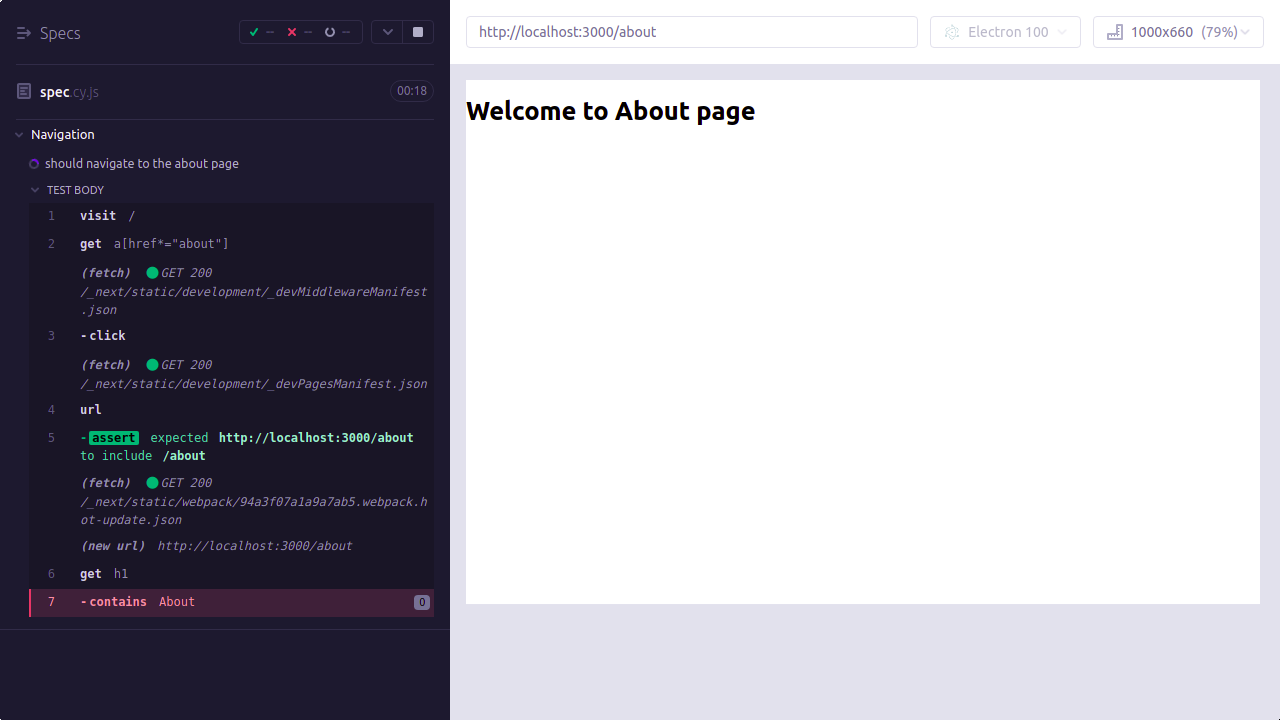 Specs
--
--
--
spec.cy.js
00:18
Navigation
should navigate to the about page
TEST BODY
1 visit /
2 get a[href*="about"]
(fetch) GET 200
/_next/static/development/_devMiddlewareManifest
.json
3 -click
(fetch) GET 200
/_next/static/development/_devPagesManifest.json
4 url
5 -assert expected http://localhost:3000/about
to include /about
(fetch) GET 200
/_next/static/webpack/94a3f07a1a9a7ab5.webpack.h
ot-update.json
(new url) http://localhost:3000/about
6 get h1
7 -contains About 0
http://localhost:3000/about
Electron 100
1000x660 (79%)
Welcome to About page